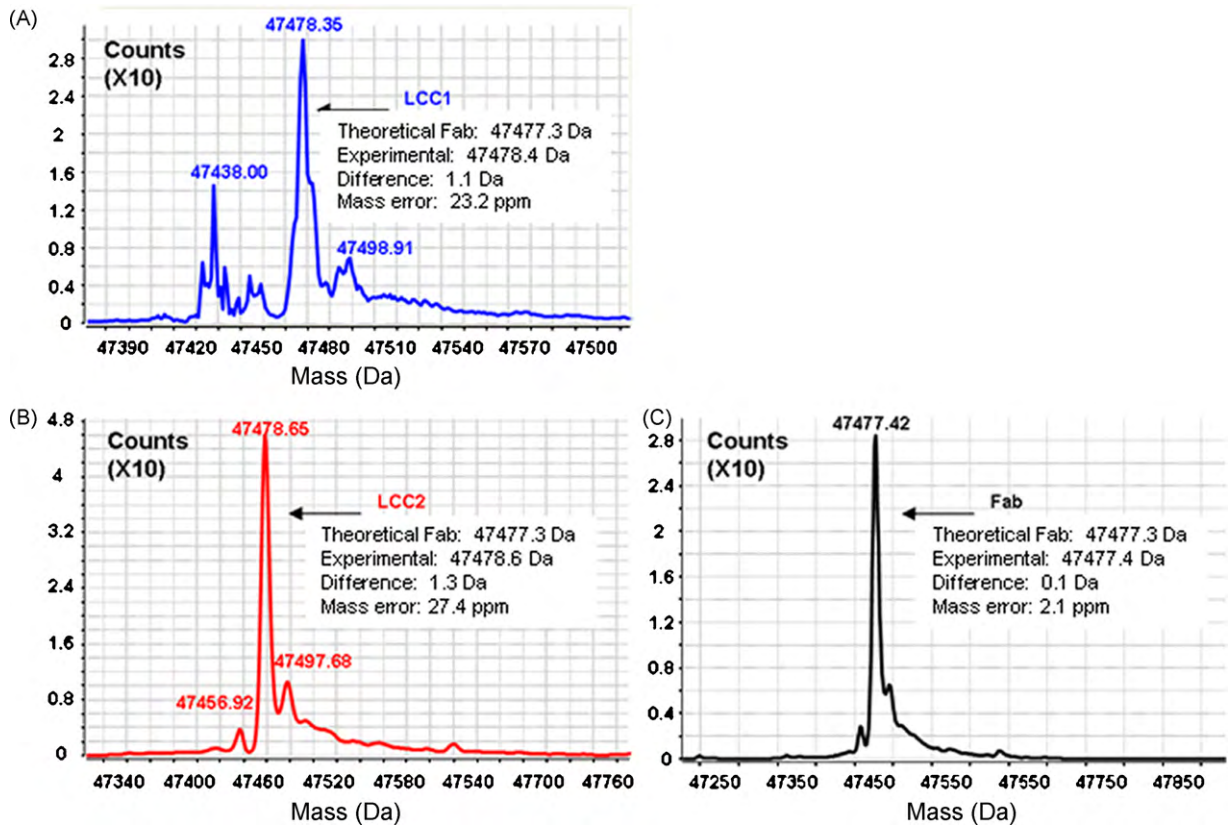 (A)
47478.35
Counts
(X10)
LCC1
Theoretical Fab: 47477.3 Da
Experimental: 47478.4 Da
Difference: 1.1 Da
Mass error: 23.2 ppm
47438.00
47498.91
2.8
2.4
2
1.6
1.2
0.8
0.4
0
47390 47420 47450 47480 47510 47540 47570 47500
Mass (Da)
(B)
47478.65
Counts
(X10)
LCC2
Theoretical Fab: 47477.3 Da
Experimental: 47478.6 Da
Difference: 1.3 Da
Mass error: 27.4 ppm
47497.68
47456.92
4.8
4
3.2
2.4
1.6
0.8
0
47340 47400 47460 47520 47580 47540 47700 47760
Mass (Da)
(C)
47477.42
Counts
(X10)
Fab
Theoretical Fab: 47477.3 Da
Experimental: 47477.4 Da
Difference: 0.1 Da
Mass error: 2.1 ppm
2.8
2.4
2
1.6
1.2
0.8
0.4
0
47250 47350 47450 47550 47550 47750 47850
Mass (Da)